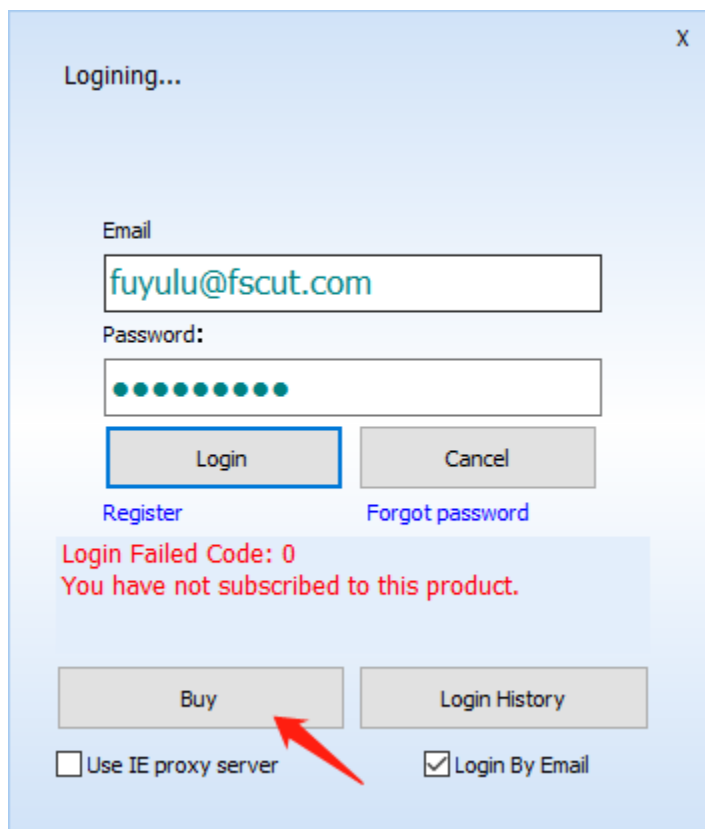 X
Logining...
Email
fuyulu@fscut.com
Password:
●●●●●●●●●
Login Cancel
Register Forgot password
Login Failed Code: 0
You have not subscribed to this product.
Buy Login History
Use IE proxy server Login By Email